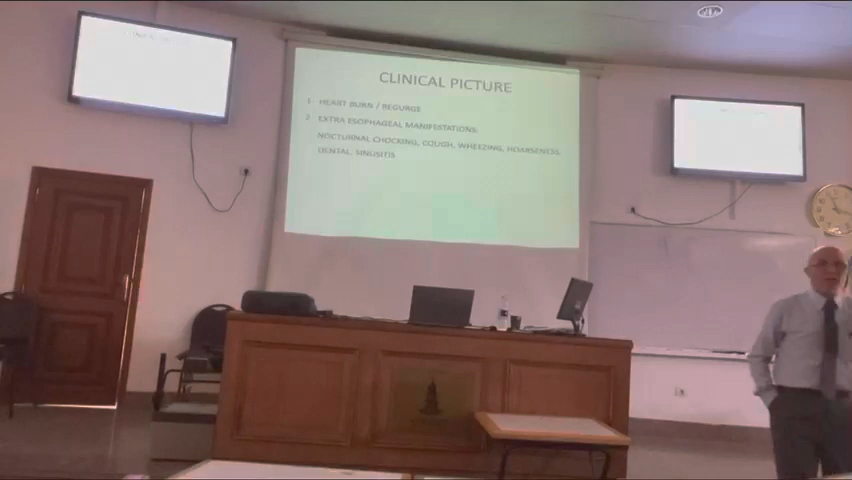 CLINICAL PICTURE
1. HEART BURN / REGURGE
2. EXTRA ESOPHAGEAL MANIFESTATIONS:
NOCTURNAL CHOCKING, COUGH, WHEEZING, HOARSENESS,
DENTAL, SINUSITIS